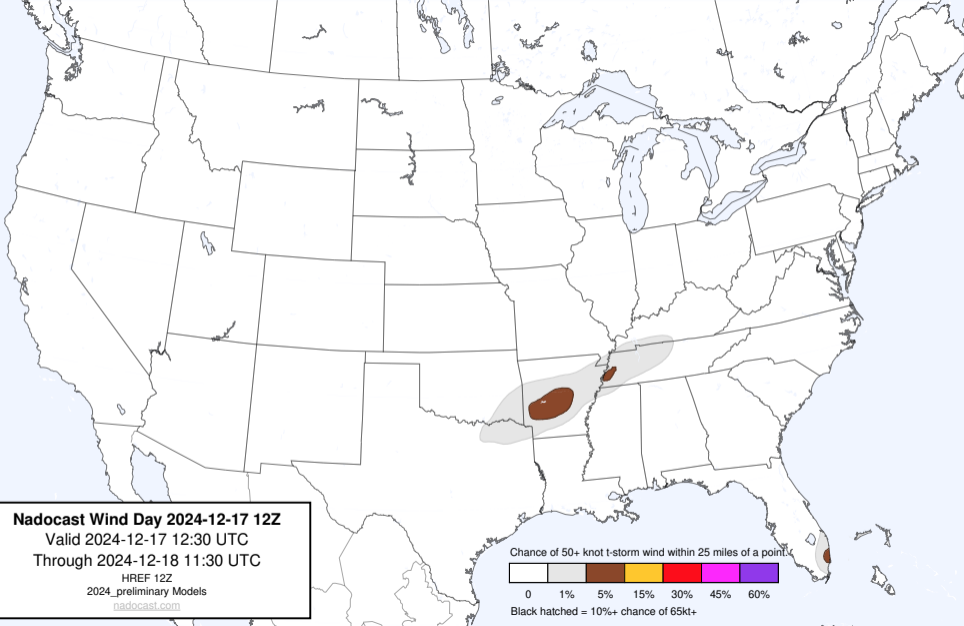 Nadocast Wind Day 2024-12-17 12Z
Valid 2024-12-17 12:30 UTC
Through 2024-12-18 11:30 UTC
HREF 12Z
2024_preliminary Models
nadocast.com
Chance of 50+ knot t-storm wind within 25 miles of a point.
0 1% 5% 15% 30% 45% 60%
Black hatched = 10%+ chance of 65kt+